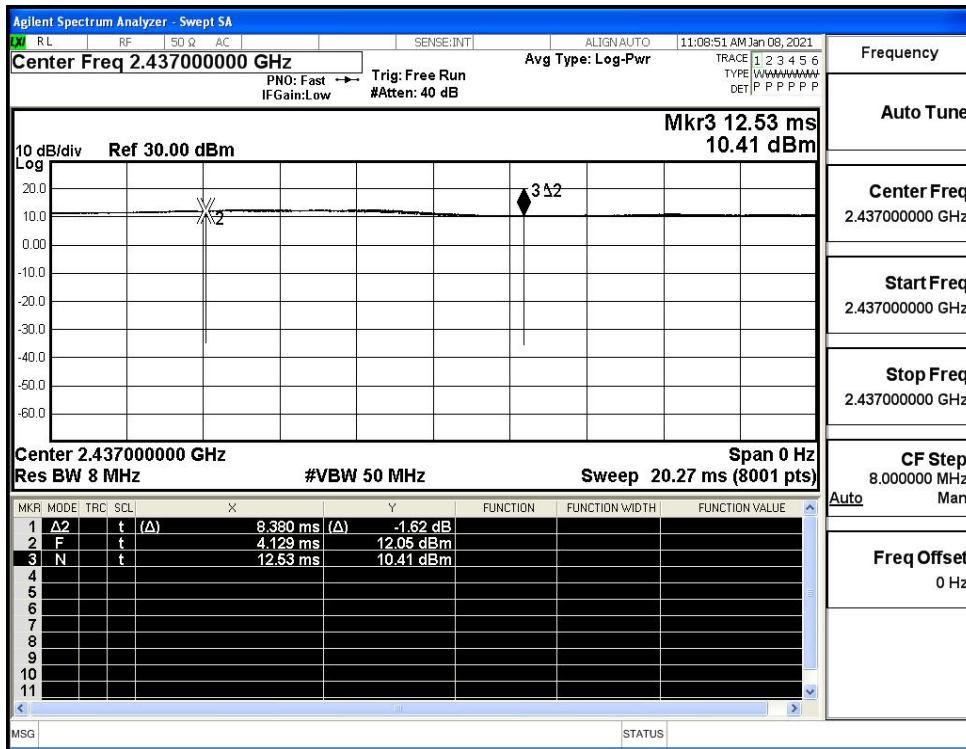 Agilent Spectrum Analyzer - Swept SA
LXI RL RF 50 Ω AC SENSE:INT ALIGNAUTO 11:08:51 AM Jan 08, 2021
Center Freq 2.437000000 GHz Avg Type: Log-Pwr TRACE 1 2 3 4 5 6
PNO: Fast Trig: Free Run TYPE WWWWWW
IFGain:Low #Atten: 40 dB DET P P P P P P
Mkr3 12.53 ms
10 dB/div Ref 30.00 dBm 10.41 dBm
Log
20.0
3Δ2
10.0
2
0.00
-10.0
-20.0
-30.0
-40.0
-50.0
-60.0
Center 2.437000000 GHz Span 0 Hz
Res BW 8 MHz #VBW 50 MHz Sweep 20.27 ms (8001 pts)
MKR MODE TRC SCL X Y FUNCTION FUNCTION WIDTH FUNCTION VALUE
1 Δ2 t (Δ) 8.380 ms (Δ) -1.62 dB
2 F t 4.129 ms 12.05 dBm
3 N t 12.53 ms 10.41 dBm
4
5
6
7
8
9
10
11
MSG STATUS
Frequency
Auto Tune
Center Freq
2.437000000 GHz
Start Freq
2.437000000 GHz
Stop Freq
2.437000000 GHz
CF Step
8.000000 MHz
Auto Man
Freq Offset
0 Hz